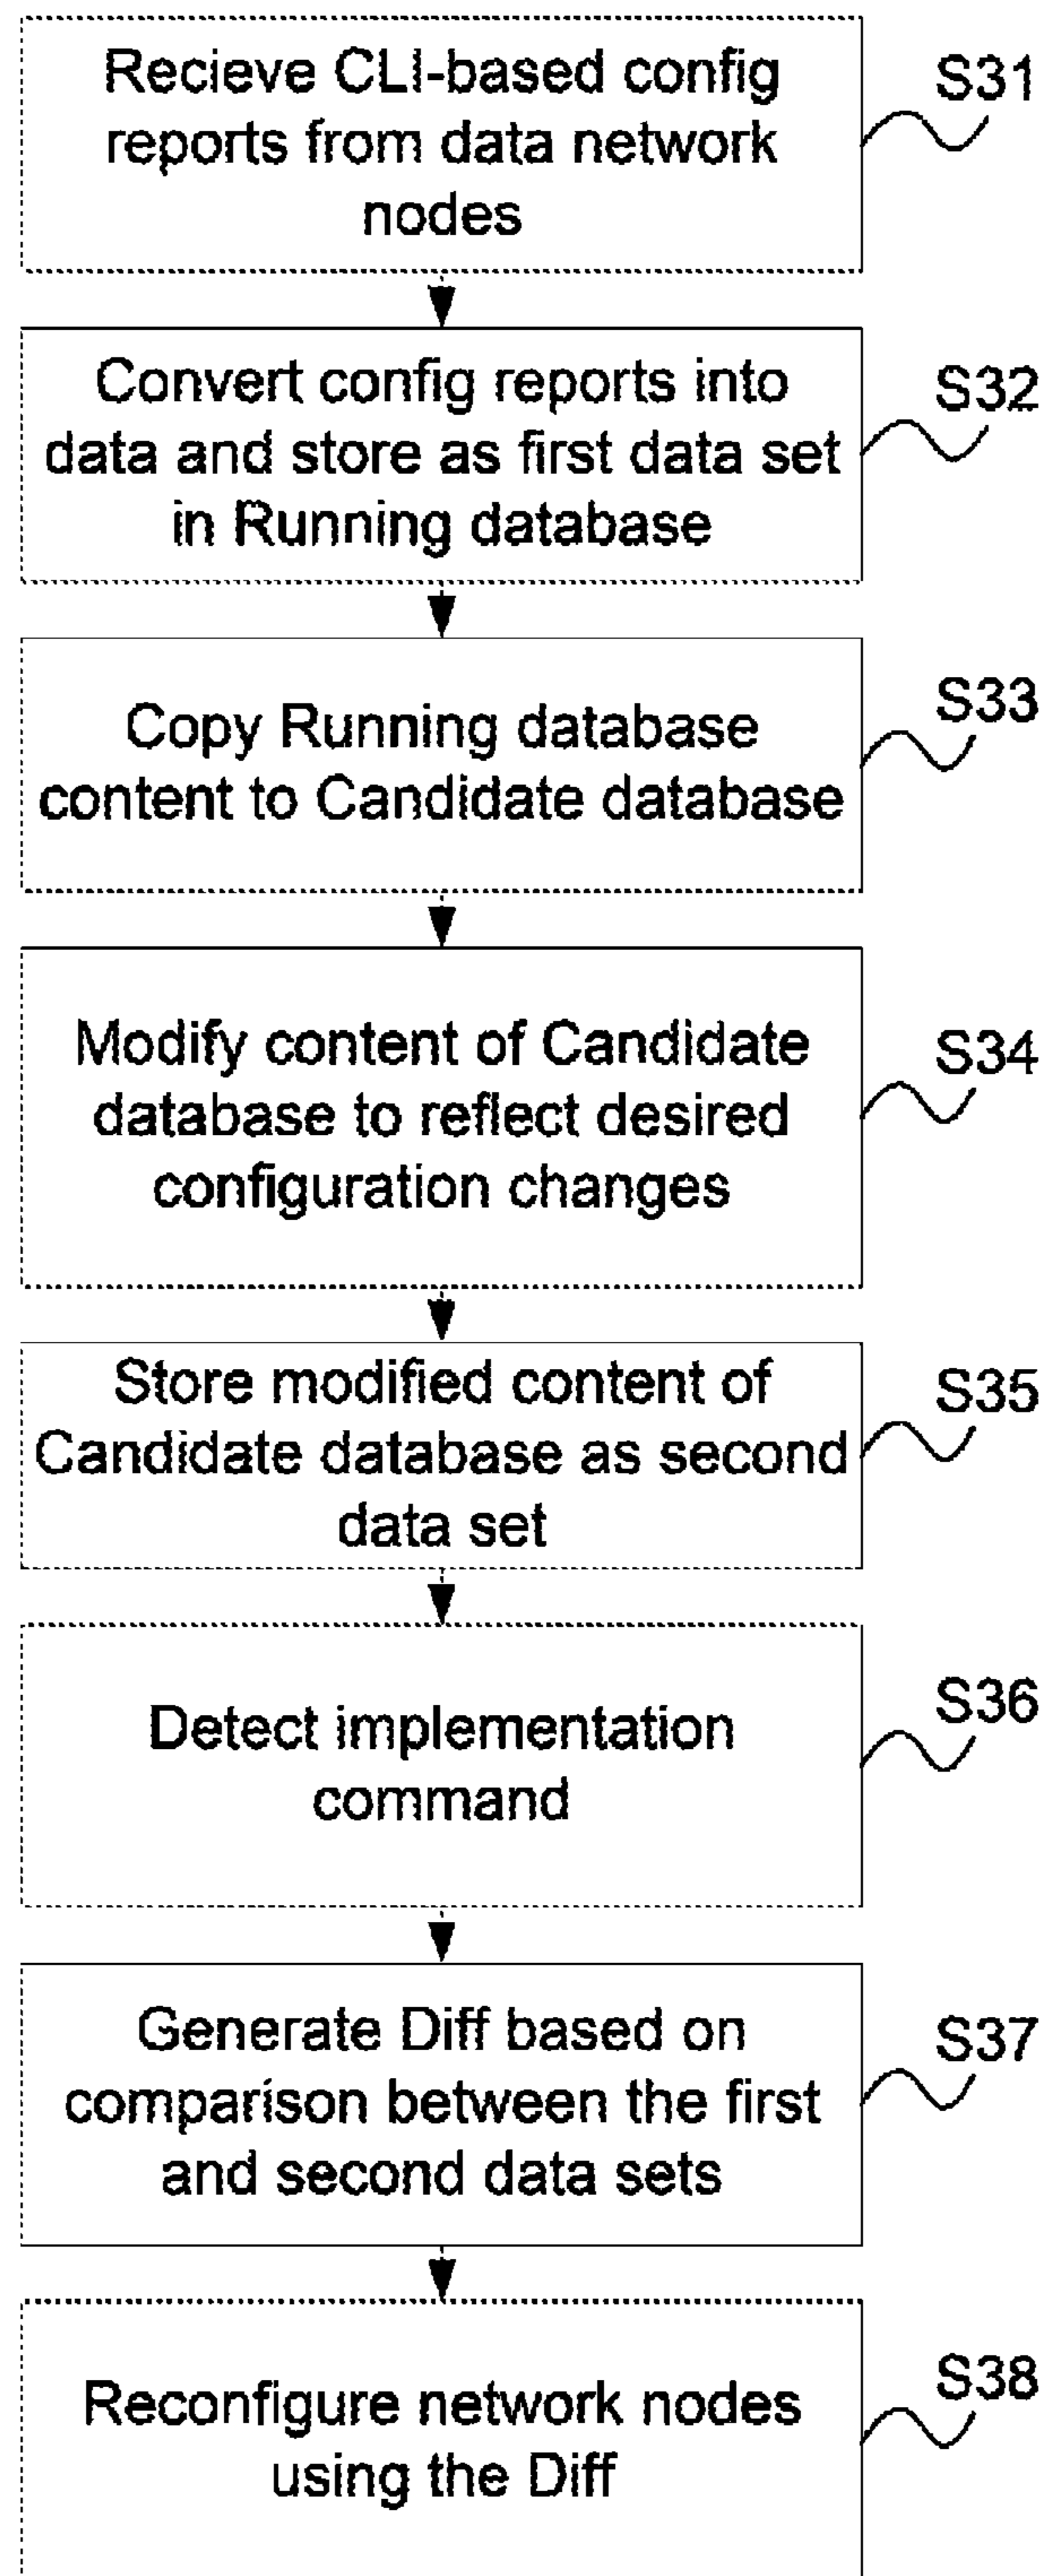 Recieve CLI-based config
reports from data network
nodes
S31
Convert config reports into
data and store as first data set
in Running database
S32
Copy Running database
content to Candidate database
S33
Modify content of Candidate
database to reflect desired
configuration changes
S34
Store modified content of
Candidate database as second
data set
S35
Detect implementation
command
S36
Generate Diff based on
comparison between the first
and second data sets
S37
Reconfigure network nodes
using the Diff
S38